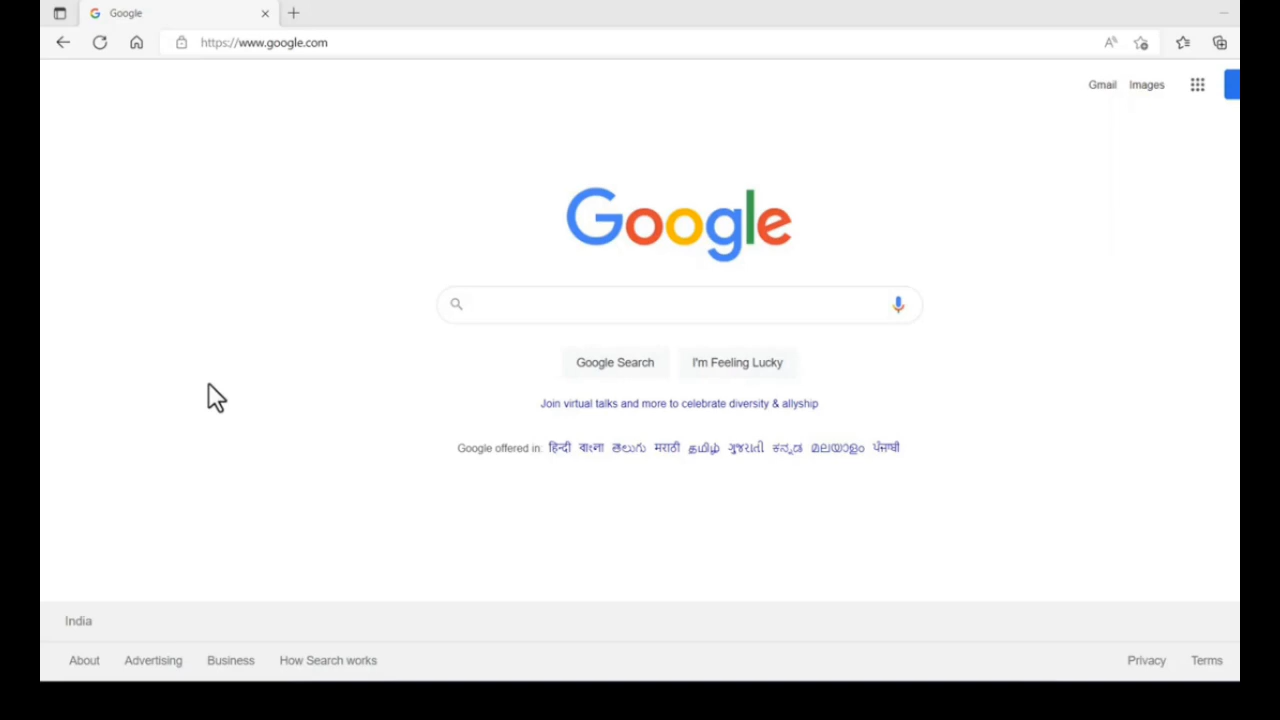 Google
https://www.google.com
Gmail Images
Google
Google Search I'm Feeling Lucky
Join virtual talks and more to celebrate diversity & allyship
Google offered in: हिन्दी বাংলা తెలుగు मराठी தமிழ் ગુજરાતી ಕನ್ನಡ മലയാളം ਪੰਜਾਬੀ
India
About Advertising Business How Search works Privacy Terms